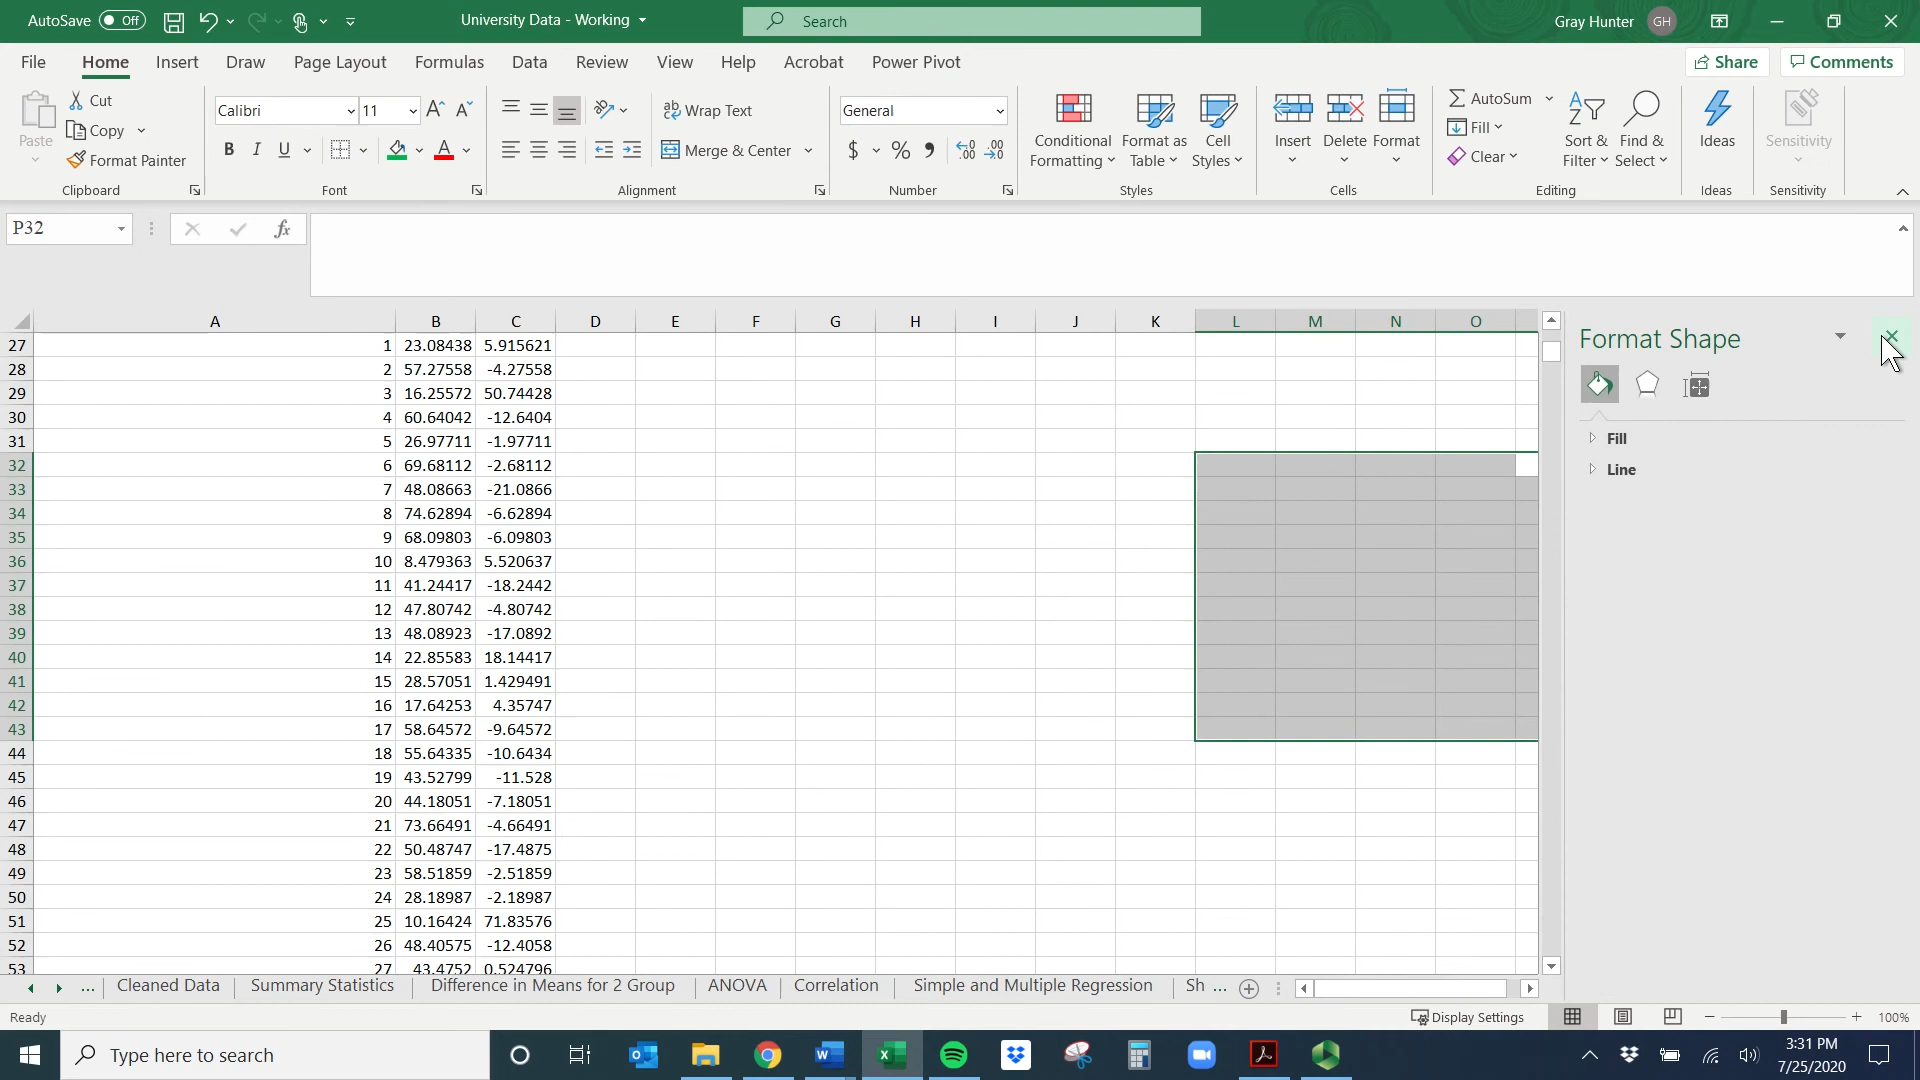 AutoSave Off University Data - Working Search Gray Hunter GH
File Home Insert Draw Page Layout Formulas Data Review View Help Acrobat Power Pivot Share Comments
Paste Cut Copy Format Painter Clipboard
Calibri 11 B I U A Font
Wrap Text Merge & Center Alignment
General $ % Number
Conditional Formatting Format as Table Cell Styles Styles
Insert Delete Format Cells
AutoSum Fill Clear Sort & Filter Find & Select Editing
Ideas Ideas
Sensitivity Sensitivity
P32 fx
A B C D E F G H I J K L M N O
27 1 23.08438 5.915621
28 2 57.27558 -4.27558
29 3 16.25572 50.74428
30 4 60.64042 -12.6404
31 5 26.97711 -1.97711
32 6 69.68112 -2.68112
33 7 48.08663 -21.0866
34 8 74.62894 -6.62894
35 9 68.09803 -6.09803
36 10 8.479363 5.520637
37 11 41.24417 -18.2442
38 12 47.80742 -4.80742
39 13 48.08923 -17.0892
40 14 22.85583 18.14417
41 15 28.57051 1.429491
42 16 17.64253 4.35747
43 17 58.64572 -9.64572
44 18 55.64335 -10.6434
45 19 43.52799 -11.528
46 20 44.18051 -7.18051
47 21 73.66491 -4.66491
48 22 50.48747 -17.4875
49 23 58.51859 -2.51859
50 24 28.18987 -2.18987
51 25 10.16424 71.83576
52 26 48.40575 -12.4058
53 27 43.4752 0.524796
Format Shape
Fill
Line
... Cleaned Data Summary Statistics Difference in Means for 2 Group ANOVA Correlation Simple and Multiple Regression Sh ...
Ready Display Settings 100%
Type here to search
3:31 PM
7/25/2020